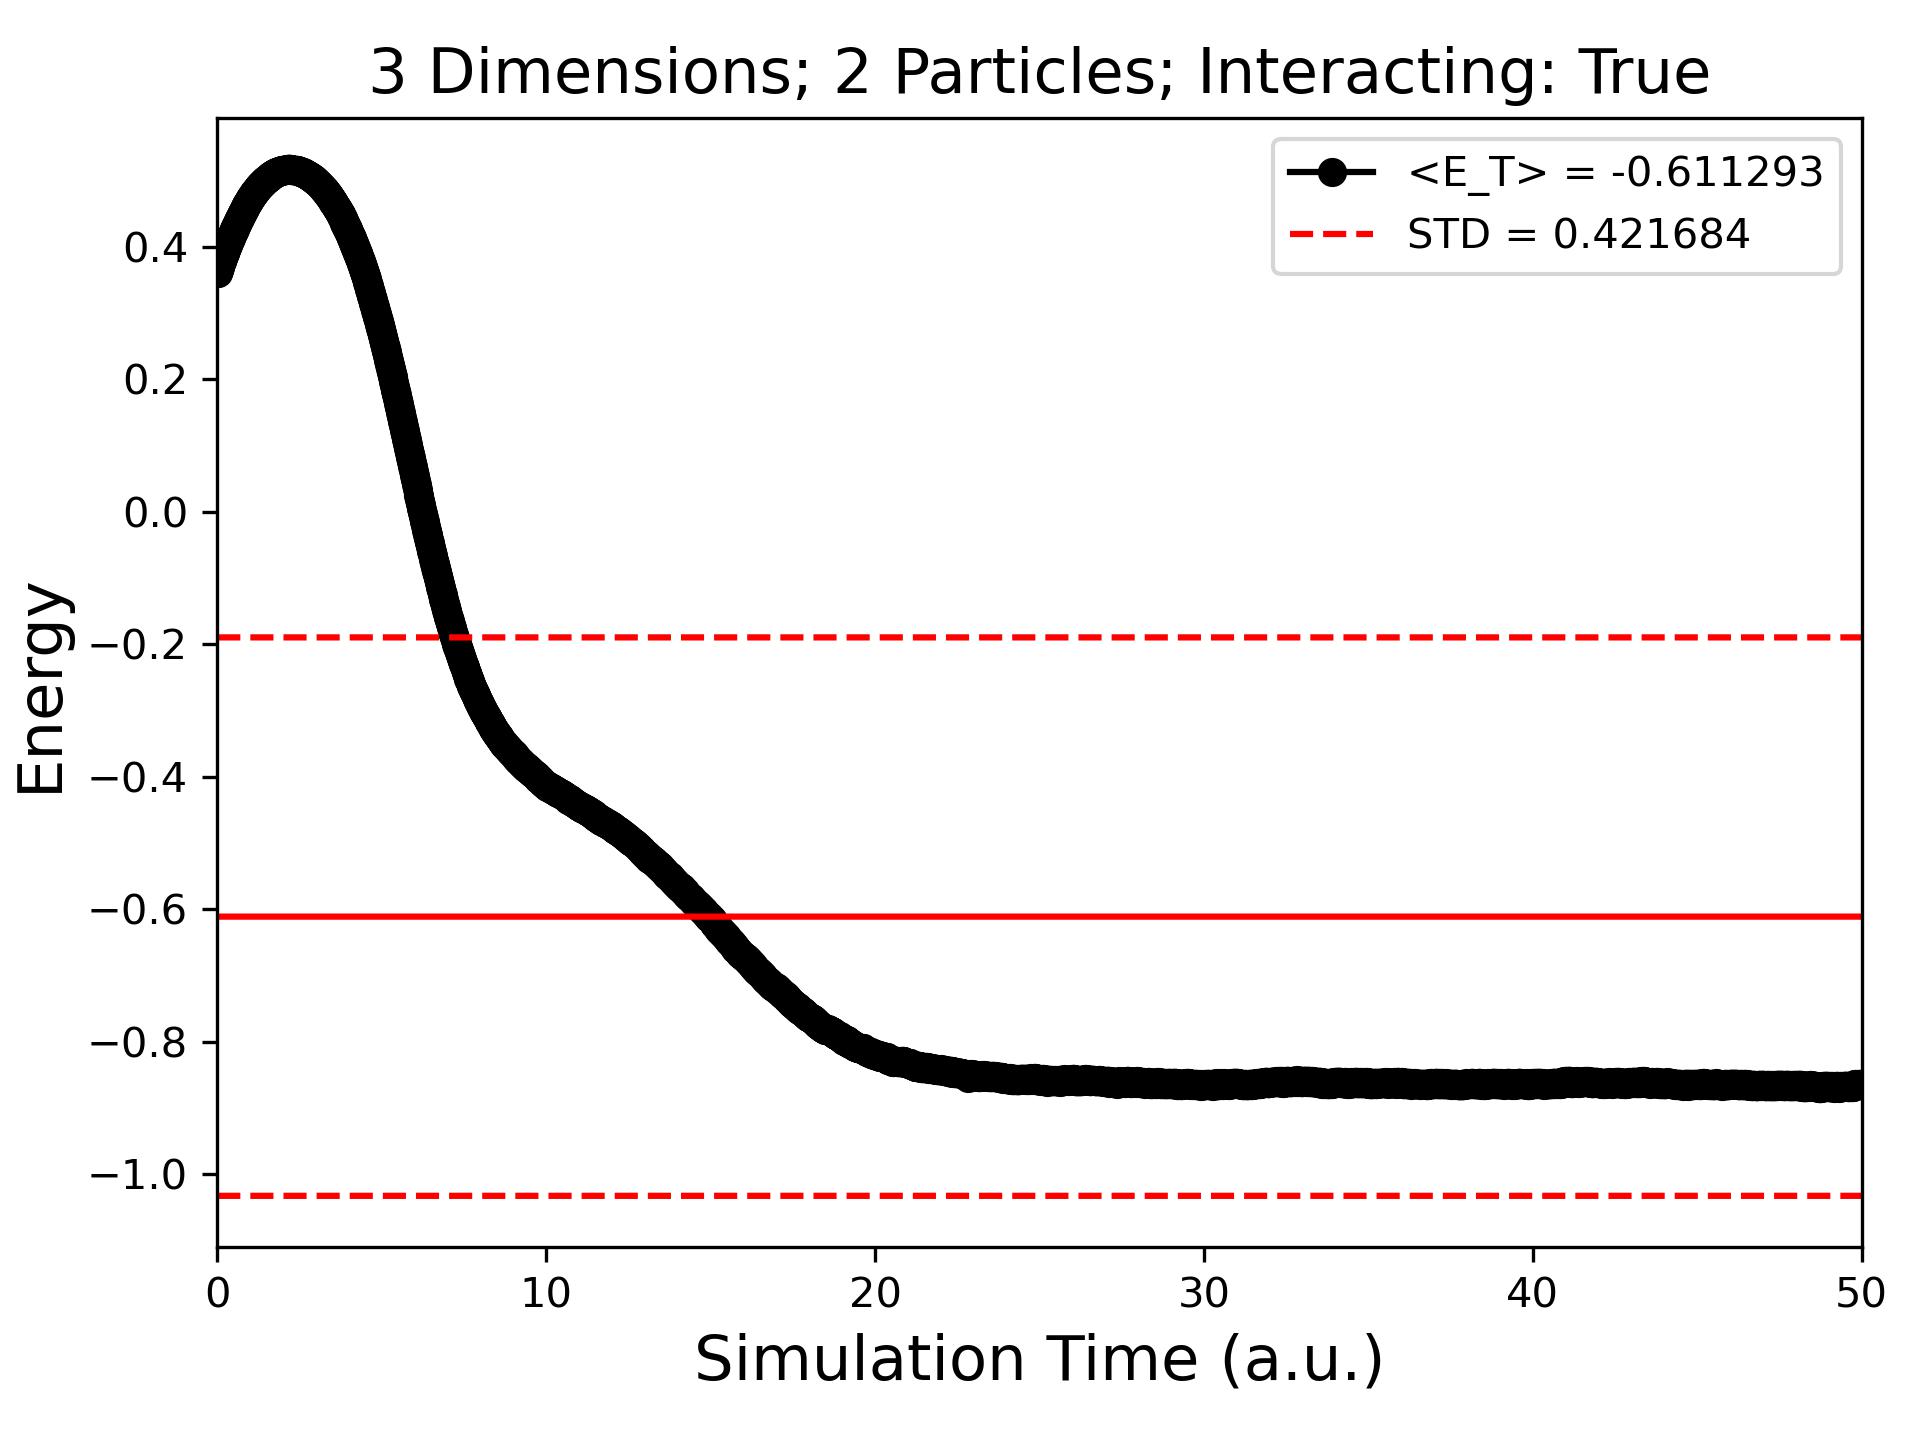 3 Dimensions; 2 Particles; Interacting: True
<E_T> = -0.611293
STD = 0.421684
Energy
0.4
0.2
0.0
−0.2
−0.4
−0.6
−0.8
−1.0
0 10 20 30 40 50
Simulation Time (a.u.)